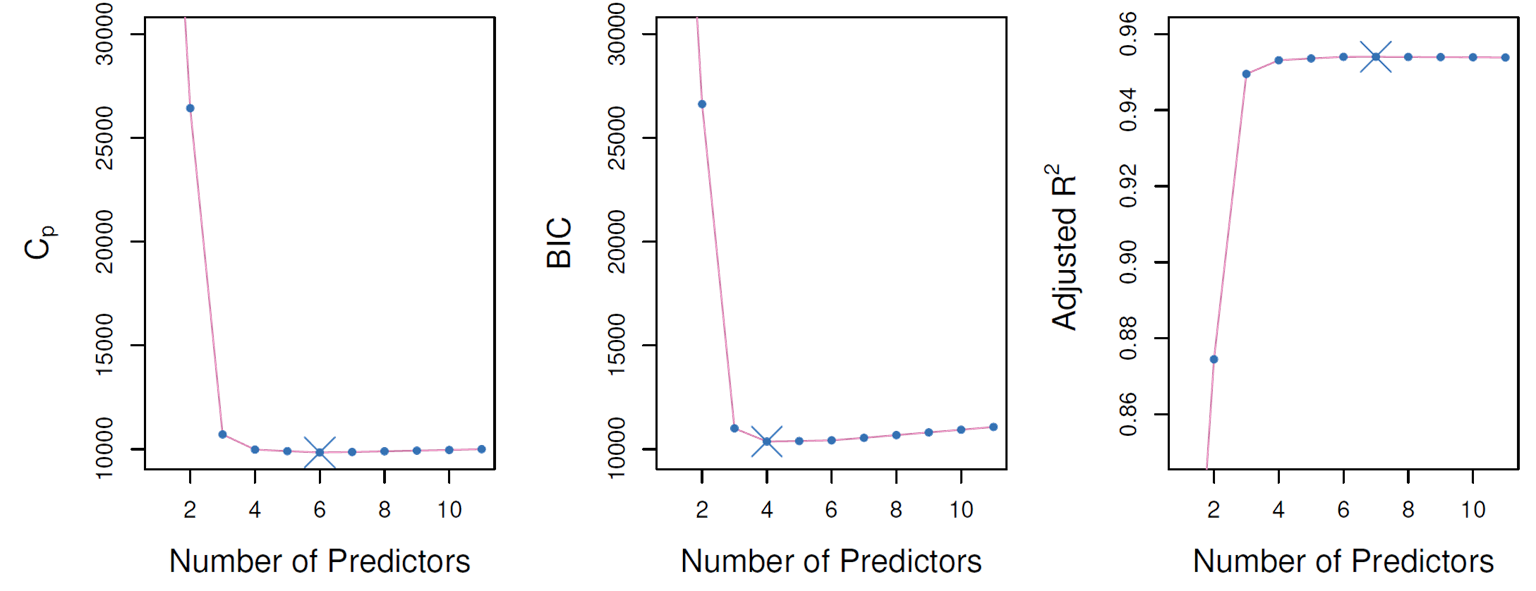 30000
25000
20000
15000
10000
Cp
2 4 6 8 10
Number of Predictors
30000
25000
20000
15000
10000
BIC
2 4 6 8 10
Number of Predictors
0.96
0.94
0.92
0.90
0.88
0.86
Adjusted R²
2 4 6 8 10
Number of Predictors